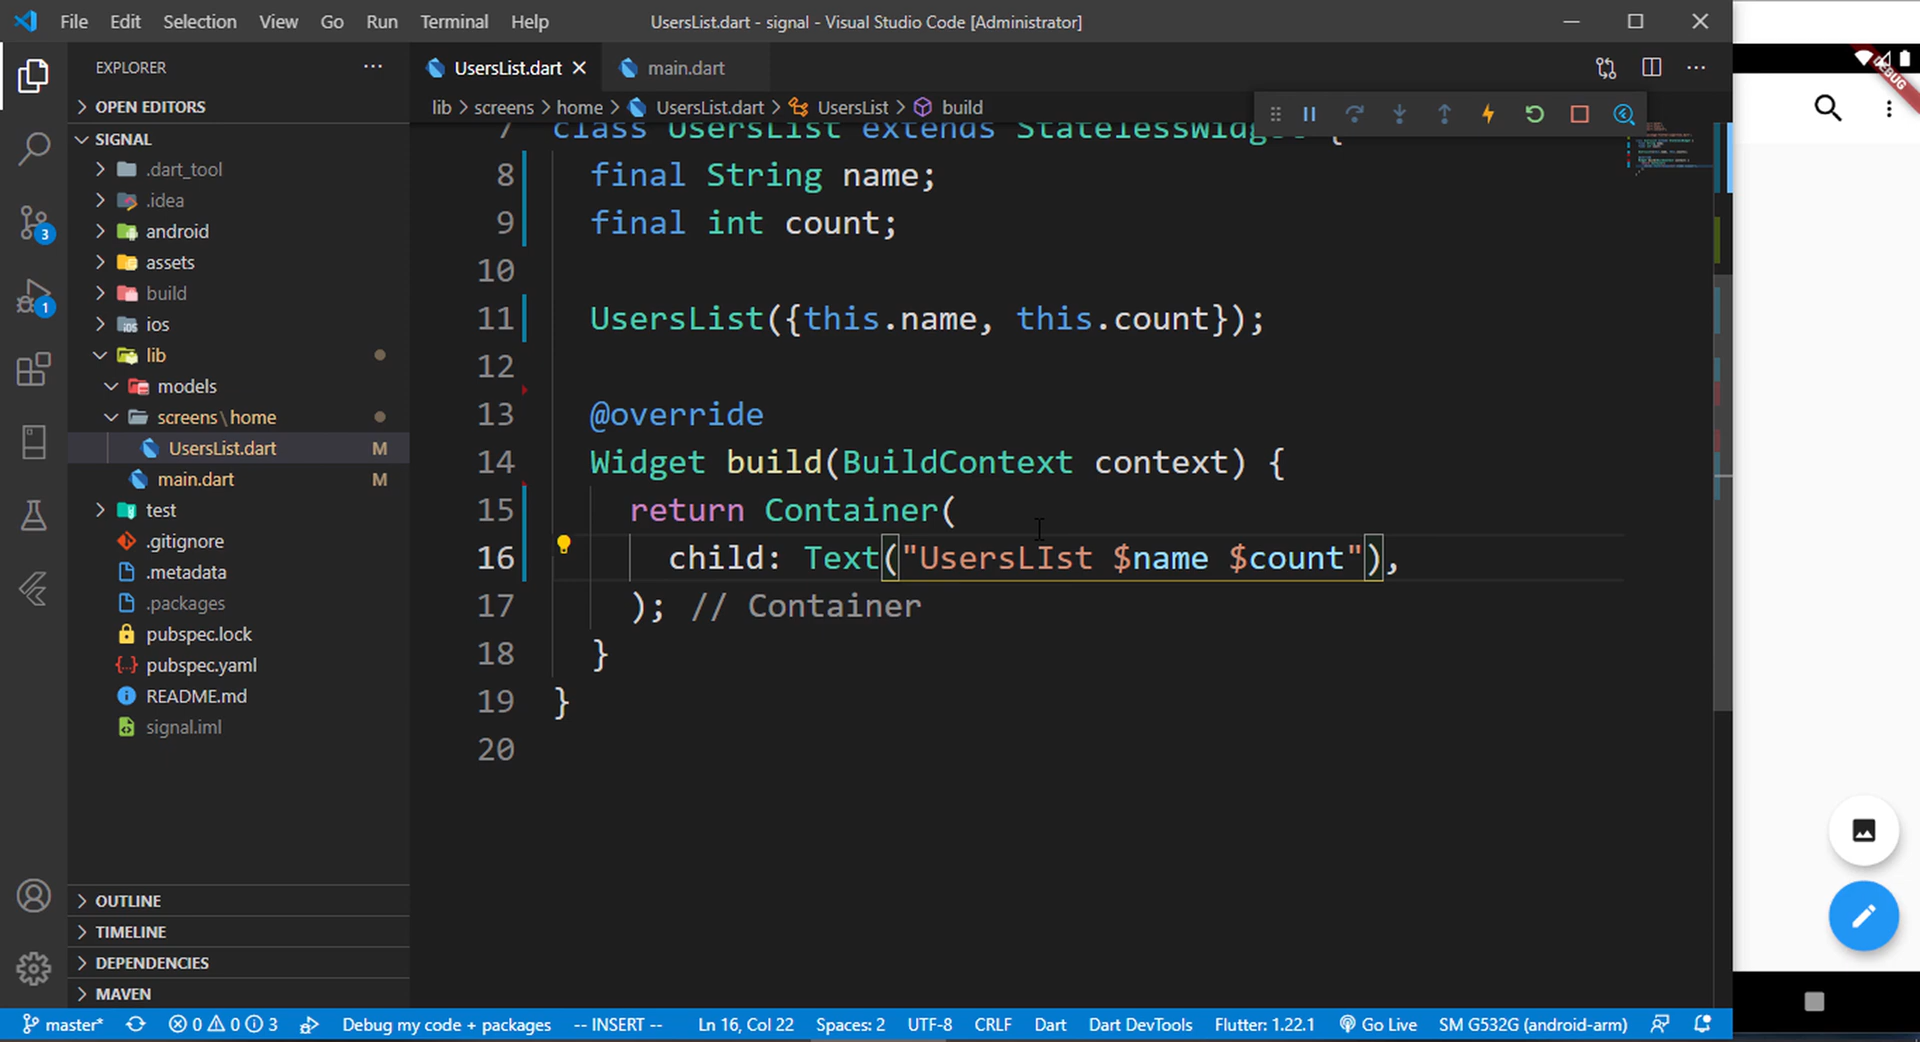 File Edit Selection View Go Run Terminal Help UsersList.dart - signal - Visual Studio Code [Administrator]
EXPLORER
UsersList.dart main.dart
OPEN EDITORS
lib > screens > home > UsersList.dart > UsersList > build
DEBUG
SIGNAL
.dart_tool
.idea
android
assets
build
ios
lib
models
screens\home
UsersList.dart M
main.dart M
test
.gitignore
.metadata
.packages
pubspec.lock
pubspec.yaml
README.md
signal.iml
OUTLINE
TIMELINE
DEPENDENCIES
MAVEN
3
1
7 class UsersList extends StatelessWidget {
8 final String name;
9 final int count;
10
11 UsersList({this.name, this.count});
12
13 @override
14 Widget build(BuildContext context) {
15 return Container(
16 child: Text("UsersLIst $name $count"),
17 ); // Container
18 }
19 }
20
master* 0 0 3 Debug my code + packages -- INSERT -- Ln 16, Col 22 Spaces: 2 UTF-8 CRLF Dart Dart DevTools Flutter: 1.22.1 Go Live SM G532G (android-arm)